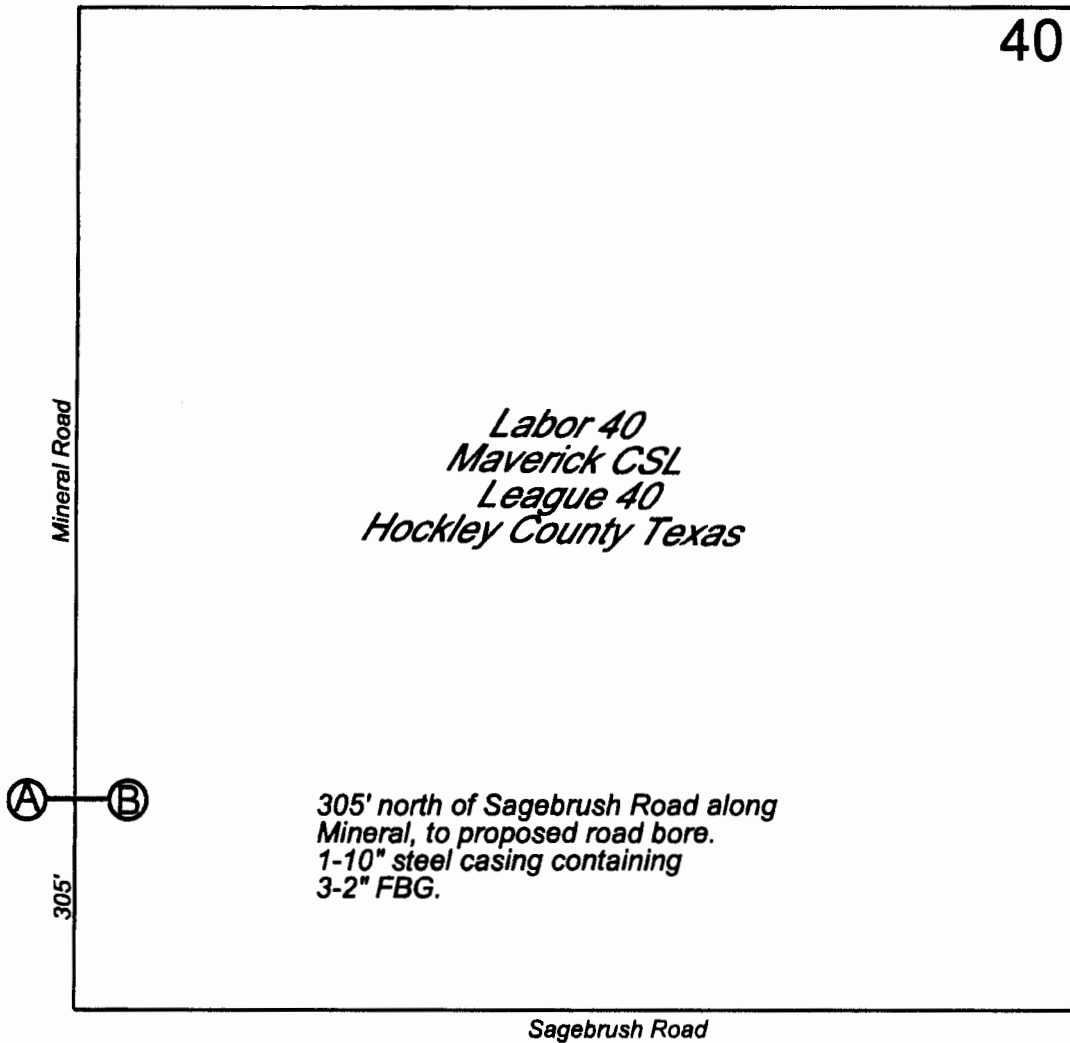 40
Mineral Road
Labor 40
Maverick CSL
League 40
Hockley County Texas
A
B
305' north of Sagebrush Road along
Mineral, to proposed road bore.
1-10" steel casing containing
3-2" FBG.
305'
Sagebrush Road